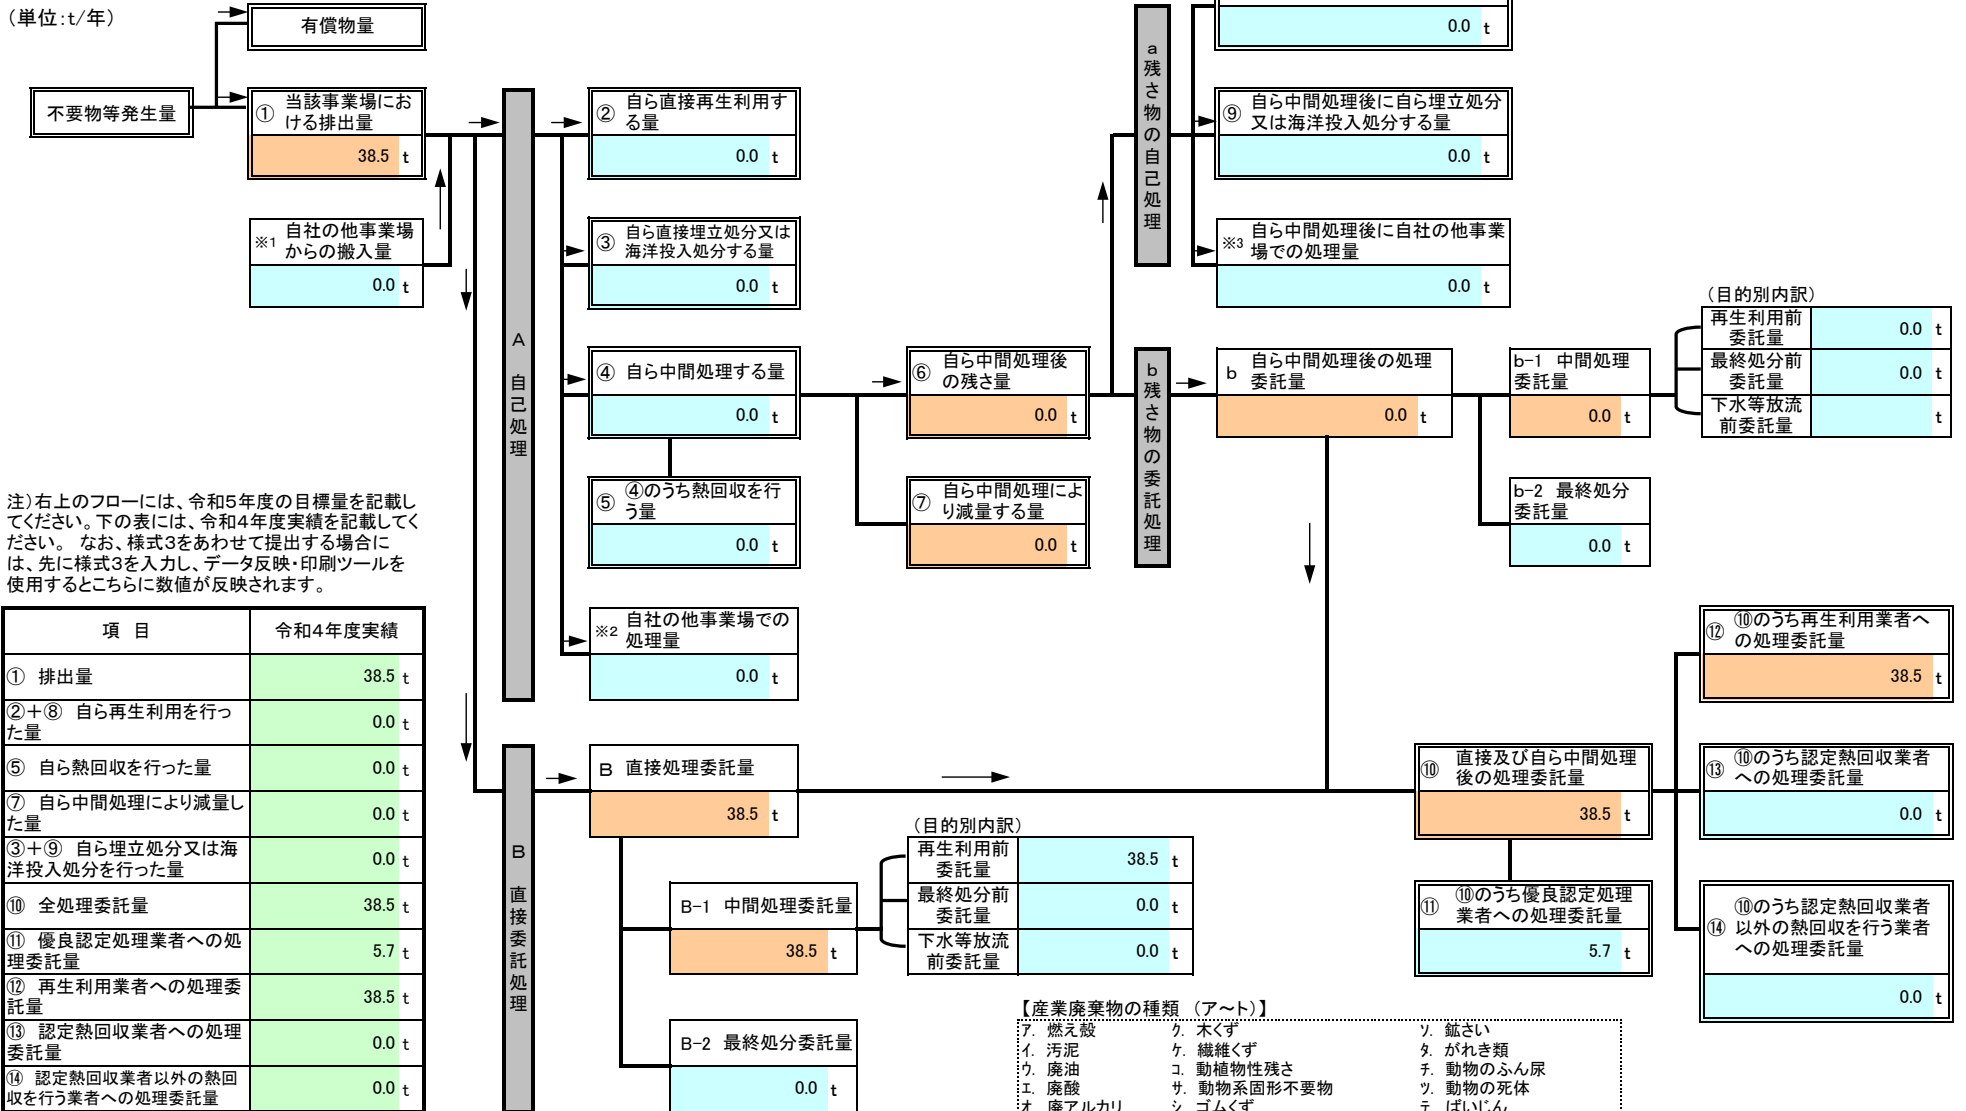 （単位:t/年）
有償物量
0.0 t
不要物等発生量
① 当該事業場にお
ける排出量
38.5 t
※1 自社の他事業場
からの搬入量
0.0 t
A 自己処理
② 自ら直接再生利用す
る量
0.0 t
③ 自ら直接埋立処分又は
海洋投入処分する量
0.0 t
④ 自ら中間処理する量
0.0 t
⑤ ④のうち熱回収を行
う量
0.0 t
※2 自社の他事業場での
処理量
0.0 t
⑥ 自ら中間処理後
の残さ量
0.0 t
⑦ 自ら中間処理によ
り減量する量
0.0 t
a 残さ物の自己処理
⑨ 自ら中間処理後に自ら埋立処分
又は海洋投入処分する量
0.0 t
※3 自ら中間処理後に自社の他事業
場での処理量
0.0 t
b 残さ物の委託処理
b 自ら中間処理後の処理
委託量
0.0 t
b-1 中間処理
委託量
0.0 t
（目的別内訳）
再生利用前
委託量
0.0 t
最終処分前
委託量
0.0 t
下水等放流
前委託量
t
b-2 最終処分
委託量
0.0 t
注）右上のフローには、令和5年度の目標量を記載し
てください。下の表には、令和4年度実績を記載してく
ださい。 なお、様式3をあわせて提出する場合に
は、先に様式3を入力し、データ反映・印刷ツールを
使用するとこちらに数値が反映されます。
項 目 令和4年度実績
① 排出量 38.5 t
②＋⑧ 自ら再生利用を行っ
た量 0.0 t
⑤ 自ら熱回収を行った量 0.0 t
⑦ 自ら中間処理により減量し
た量 0.0 t
③＋⑨ 自ら埋立処分又は海
洋投入処分を行った量 0.0 t
⑩ 全処理委託量 38.5 t
⑪ 優良認定処理業者への処
理委託量 5.7 t
⑫ 再生利用業者への処理委
託量 38.5 t
⑬ 認定熱回収業者への処理
委託量 0.0 t
⑭ 認定熱回収業者以外の熱回
収を行う業者への処理委託量 0.0 t
B 直接委託処理
B 直接処理委託量
38.5 t
B-1 中間処理委託量
38.5 t
（目的別内訳）
再生利用前
委託量
38.5 t
最終処分前
委託量
0.0 t
下水等放流
前委託量
0.0 t
B-2 最終処分委託量
0.0 t
⑩ 直接及び自ら中間処理
後の処理委託量
38.5 t
⑪ ⑩のうち優良認定処理
業者への処理委託量
5.7 t
⑫ ⑩のうち再生利用業者へ
の処理委託量
38.5 t
⑬ ⑩のうち認定熱回収業者
への処理委託量
0.0 t
⑭ ⑩のうち認定熱回収業者
以外の熱回収を行う業者
への処理委託量
0.0 t
【産業廃棄物の種類 （ア～ト）】
ア. 燃え殻 ク. 木くず ソ. 鉱さい
イ. 汚泥 ケ. 繊維くず タ. がれき類
ウ. 廃油 コ. 動植物性残さ チ. 動物のふん尿
エ. 廃酸 サ. 動物系固形不要物 ツ. 動物の死体
オ. 廃アルカリ シ. ゴムくず テ. ばいじん